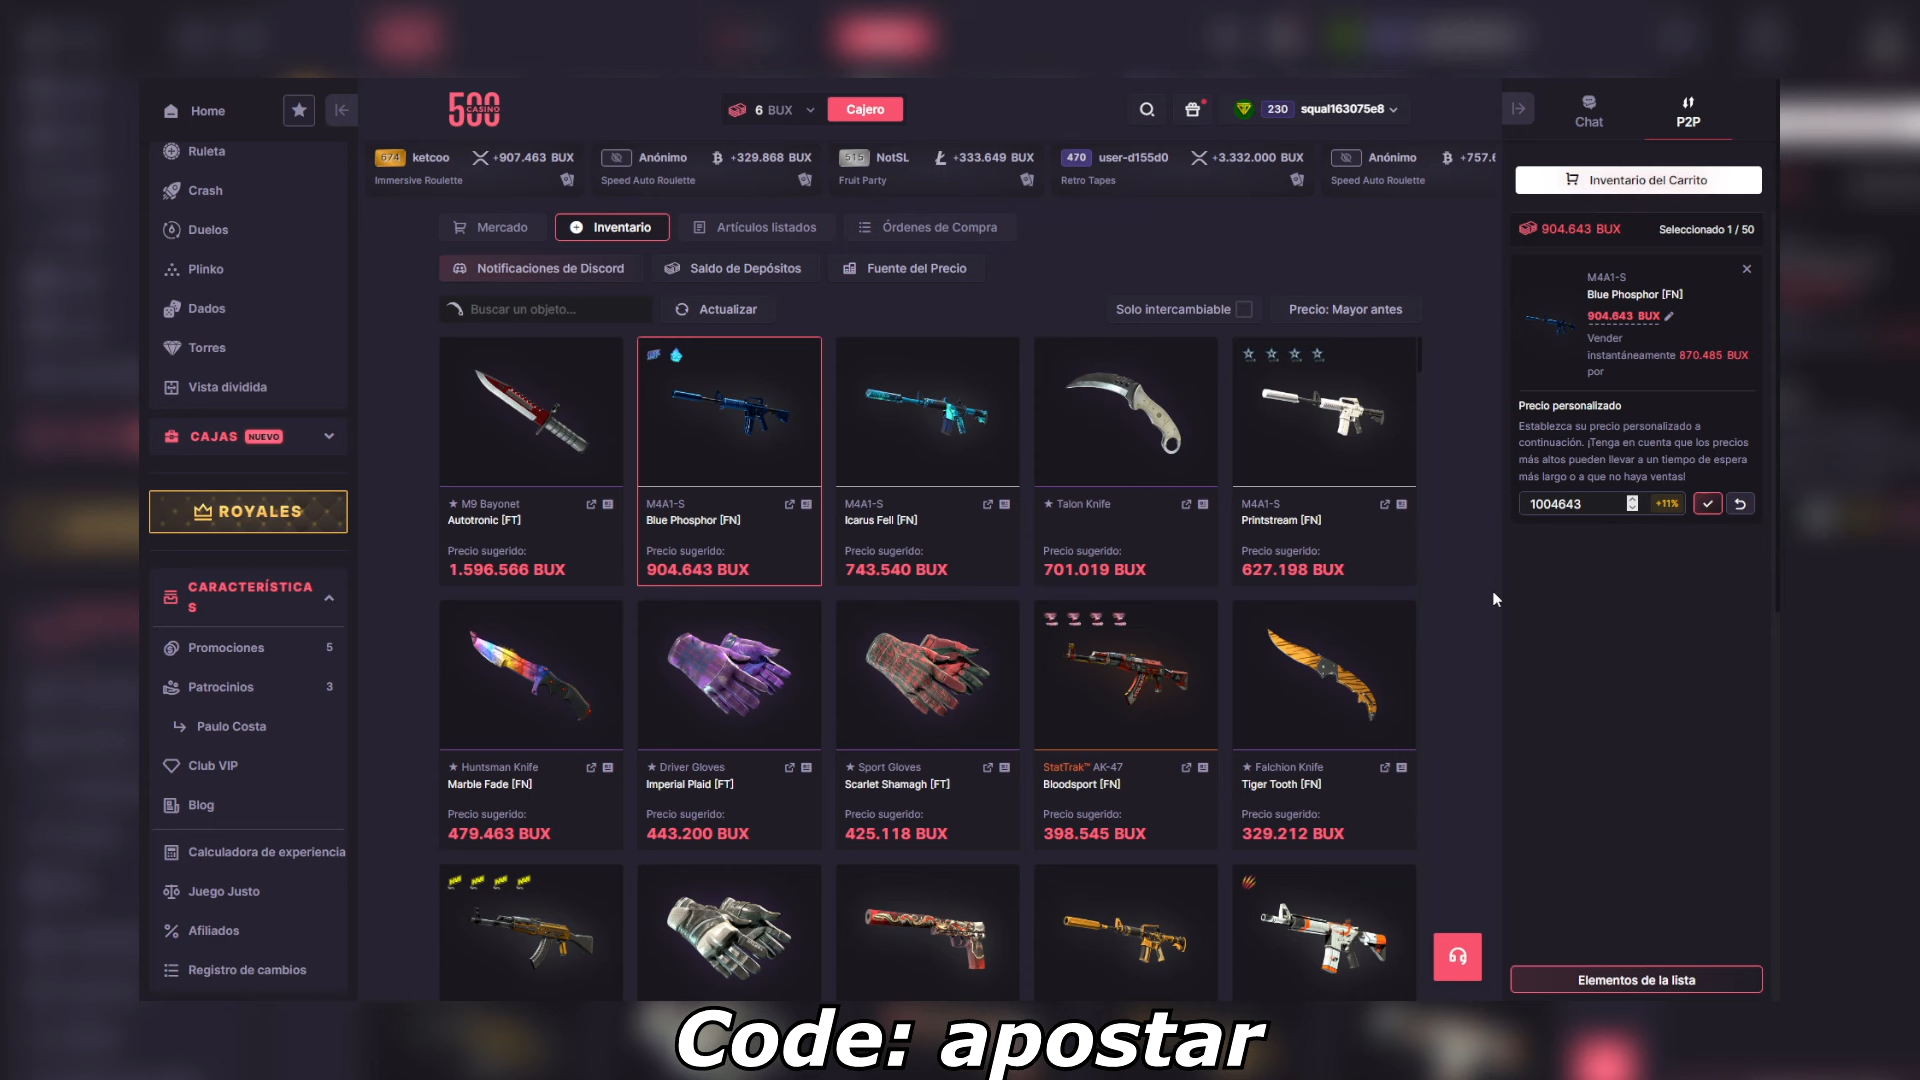 Home
Ruleta
Crash
Duelos
Plinko
Dados
Torres
Vista dividida
CAJAS NUEVO
ROYALES
CARACTERÍSTICA
S
Promociones 5
Patrocinios 3
Paulo Costa
Club VIP
Blog
Calculadora de experiencia
Juego Justo
Afiliados
Registro de cambios
500
CASINO
6 BUX
Cajero
230 squal163075e8
674 ketcoo +907.463 BUX
Immersive Roulette
Anónimo +329.868 BUX
Speed Auto Roulette
515 NotSL +333.649 BUX
Fruit Party
470 user-d155d0 +3.332.000 BUX
Retro Tapes
Anónimo +757.6
Speed Auto Roulette
Mercado
Inventario
Artículos listados
Órdenes de Compra
Notificaciones de Discord
Saldo de Depósitos
Fuente del Precio
Buscar un objeto...
Actualizar
Solo intercambiable
Precio: Mayor antes
★ M9 Bayonet
Autotronic [FT]
Precio sugerido:
1.596.566 BUX
M4A1-S
Blue Phosphor [FN]
Precio sugerido:
904.643 BUX
M4A1-S
Icarus Fell [FN]
Precio sugerido:
743.540 BUX
★ Talon Knife
Precio sugerido:
701.019 BUX
M4A1-S
Printstream [FN]
Precio sugerido:
627.198 BUX
★ Huntsman Knife
Marble Fade [FN]
Precio sugerido:
479.463 BUX
★ Driver Gloves
Imperial Plaid [FT]
Precio sugerido:
443.200 BUX
★ Sport Gloves
Scarlet Shamagh [FT]
Precio sugerido:
425.118 BUX
StatTrak™ AK-47
Bloodsport [FN]
Precio sugerido:
398.545 BUX
★ Falchion Knife
Tiger Tooth [FN]
Precio sugerido:
329.212 BUX
Chat
P2P
Inventario del Carrito
904.643 BUX
Seleccionado 1 / 50
M4A1-S
Blue Phosphor [FN]
904.643 BUX
Vender
instantáneamente 870.485 BUX
por
Precio personalizado
Establezca su precio personalizado a
continuación. ¡Tenga en cuenta que los precios
más altos pueden llevar a un tiempo de espera
más largo o a que no haya ventas!
1004643 +11%
Elementos de la lista
Code: apostar